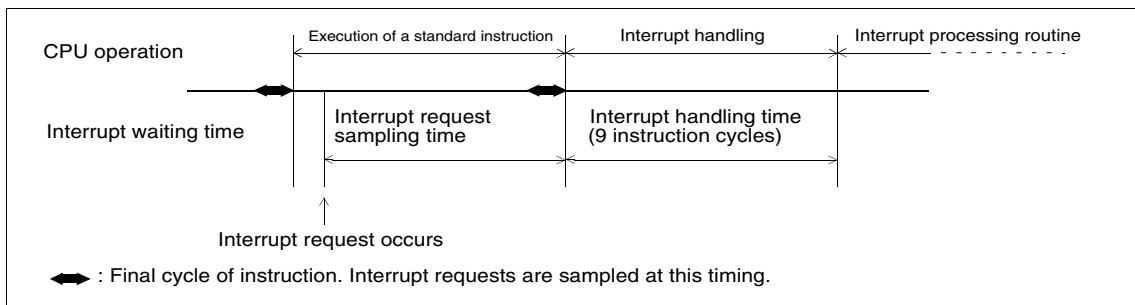 CPU operation
Execution of a standard instruction
Interrupt handling
Interrupt processing routine
Interrupt waiting time
Interrupt request
sampling time
Interrupt handling time
(9 instruction cycles)
Interrupt request occurs
: Final cycle of instruction. Interrupt requests are sampled at this timing.